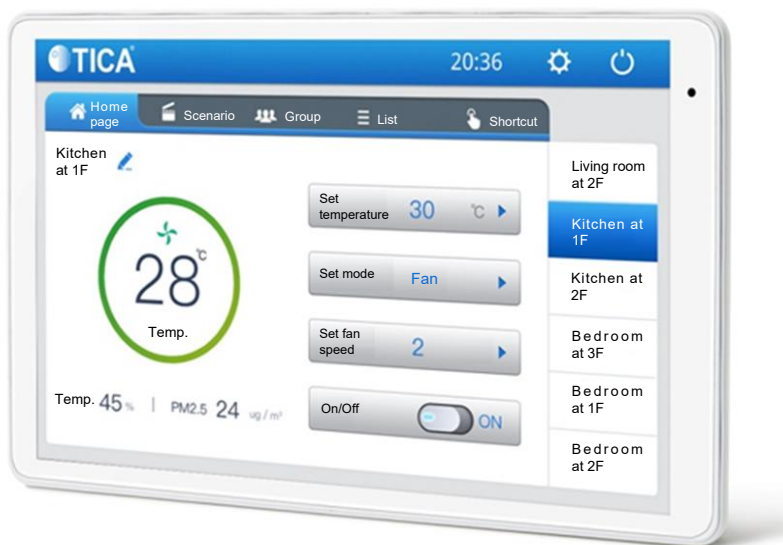 TICA
20:36
Home
page
Scenario
Group
List
Shortcut
Kitchen
at 1F
28 °C
Temp.
Temp. 45 % | PM2.5 24 ug/m³
Set
temperature 30 °C
Set mode Fan
Set fan
speed 2
On/Off ON
Living room
at 2F
Kitchen at
1F
Kitchen at
2F
Bedroom
at 3F
Bedroom
at 1F
Bedroom
at 2F